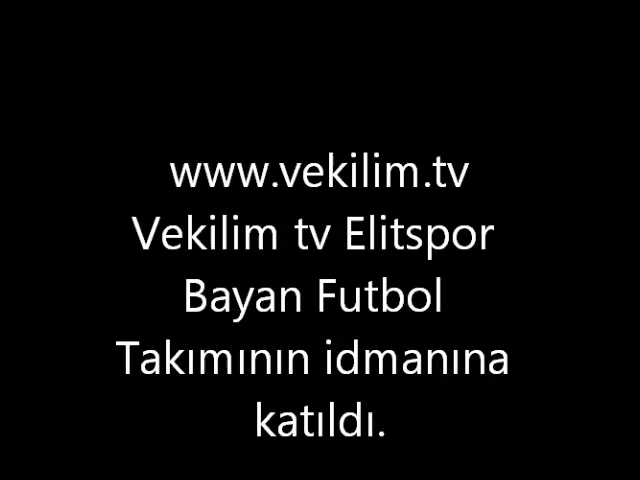 www.vekilim.tv
Vekilim tv Elitspor
Bayan Futbol
Takımının idmanına
katıldı.